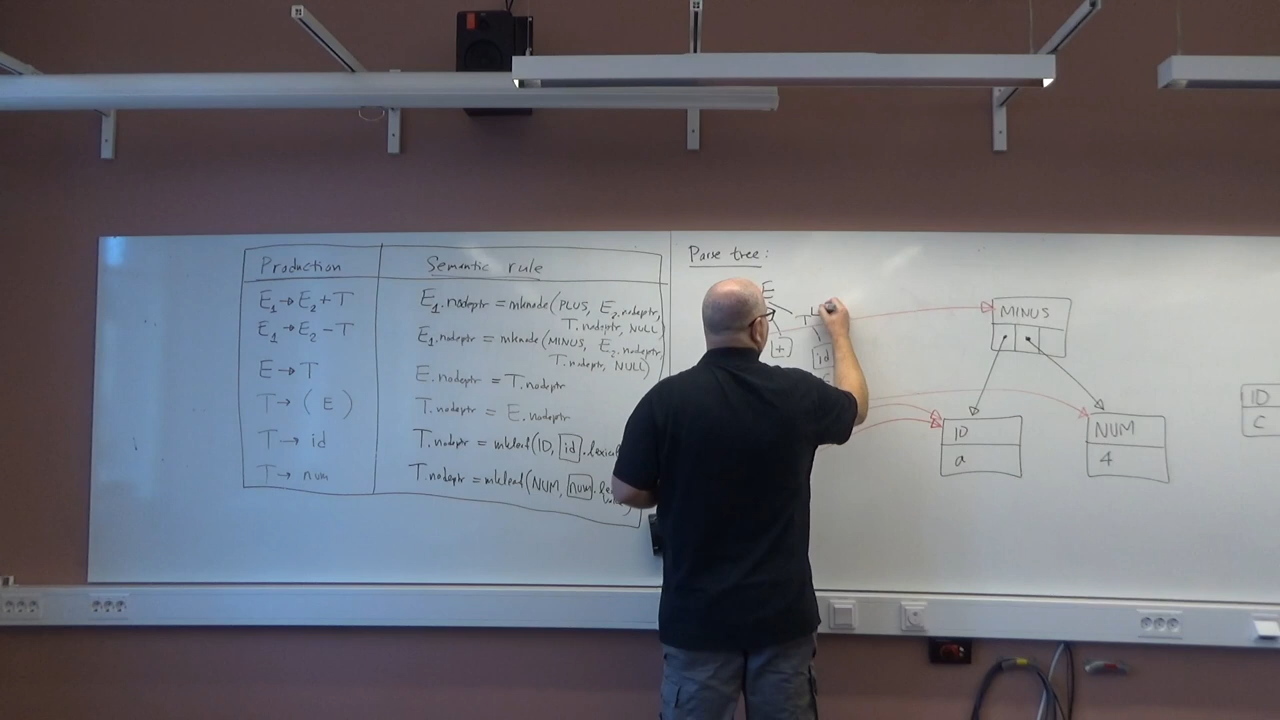 Production Semantic rule
E₁→E₂+T E₁.nodeptr = mknode(PLUS, E₂.nodeptr,
T.nodeptr, NULL)
E₁→E₂-T E₁.nodeptr = mknode(MINUS, E₂.nodeptr,
T.nodeptr, NULL)
E→T E.nodeptr = T.nodeptr
T→ (E) T.nodeptr = E.nodeptr
T→ id T.nodeptr = mkleaf(ID, id.lexical
T→ num T.nodeptr = mkleaf(NUM, num.
Parse tree:
E
T
+
id
MINUS
ID
a
NUM
4
ID
C